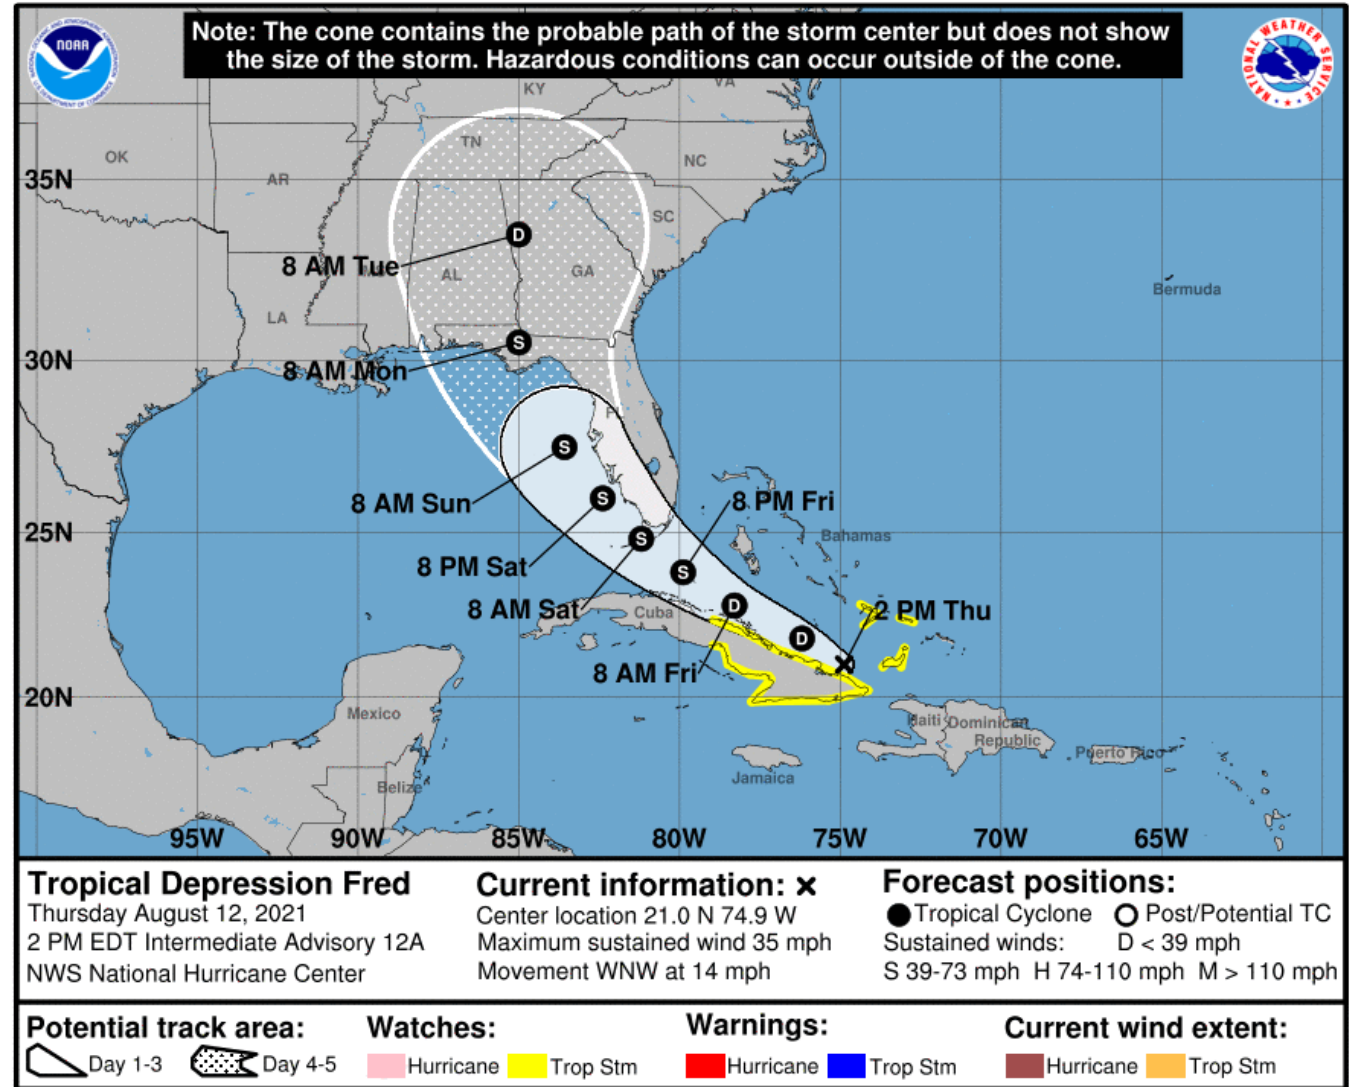 Note: The cone contains the probable path of the storm center but does not show
the size of the storm. Hazardous conditions can occur outside of the cone.
NOAA
NATIONAL WEATHER SERVICE
KY
VA
TN
OK
NC
AR
35N
SC
8 AM Tue
AL
GA
Bermuda
LA
30N
8 AM Mon
FL
8 AM Sun
8 PM Fri
25N
Bahamas
8 PM Sat
8 AM Sat
Cuba
2 PM Thu
8 AM Fri
20N
Mexico
Haiti
Dominican
Republic
Puerto Rico
Jamaica
Belize
95W 90W 85W 80W 75W 70W 65W
D
S
S
S
S
S
D
D
Tropical Depression Fred
Thursday August 12, 2021
2 PM EDT Intermediate Advisory 12A
NWS National Hurricane Center
Current information: ×
Center location 21.0 N 74.9 W
Maximum sustained wind 35 mph
Movement WNW at 14 mph
Forecast positions:
Tropical Cyclone Post/Potential TC
Sustained winds: D < 39 mph
S 39-73 mph H 74-110 mph M > 110 mph
Potential track area:
Day 1-3 Day 4-5
Watches:
Hurricane Trop Stm
Warnings:
Hurricane Trop Stm
Current wind extent:
Hurricane Trop Stm